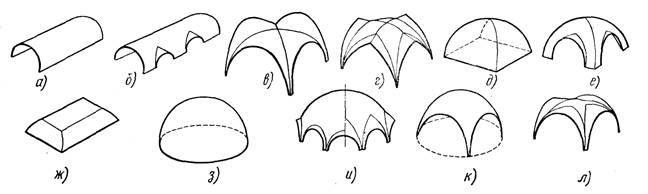 а) б) в) г) д) е)
ж) з) и) к) л)